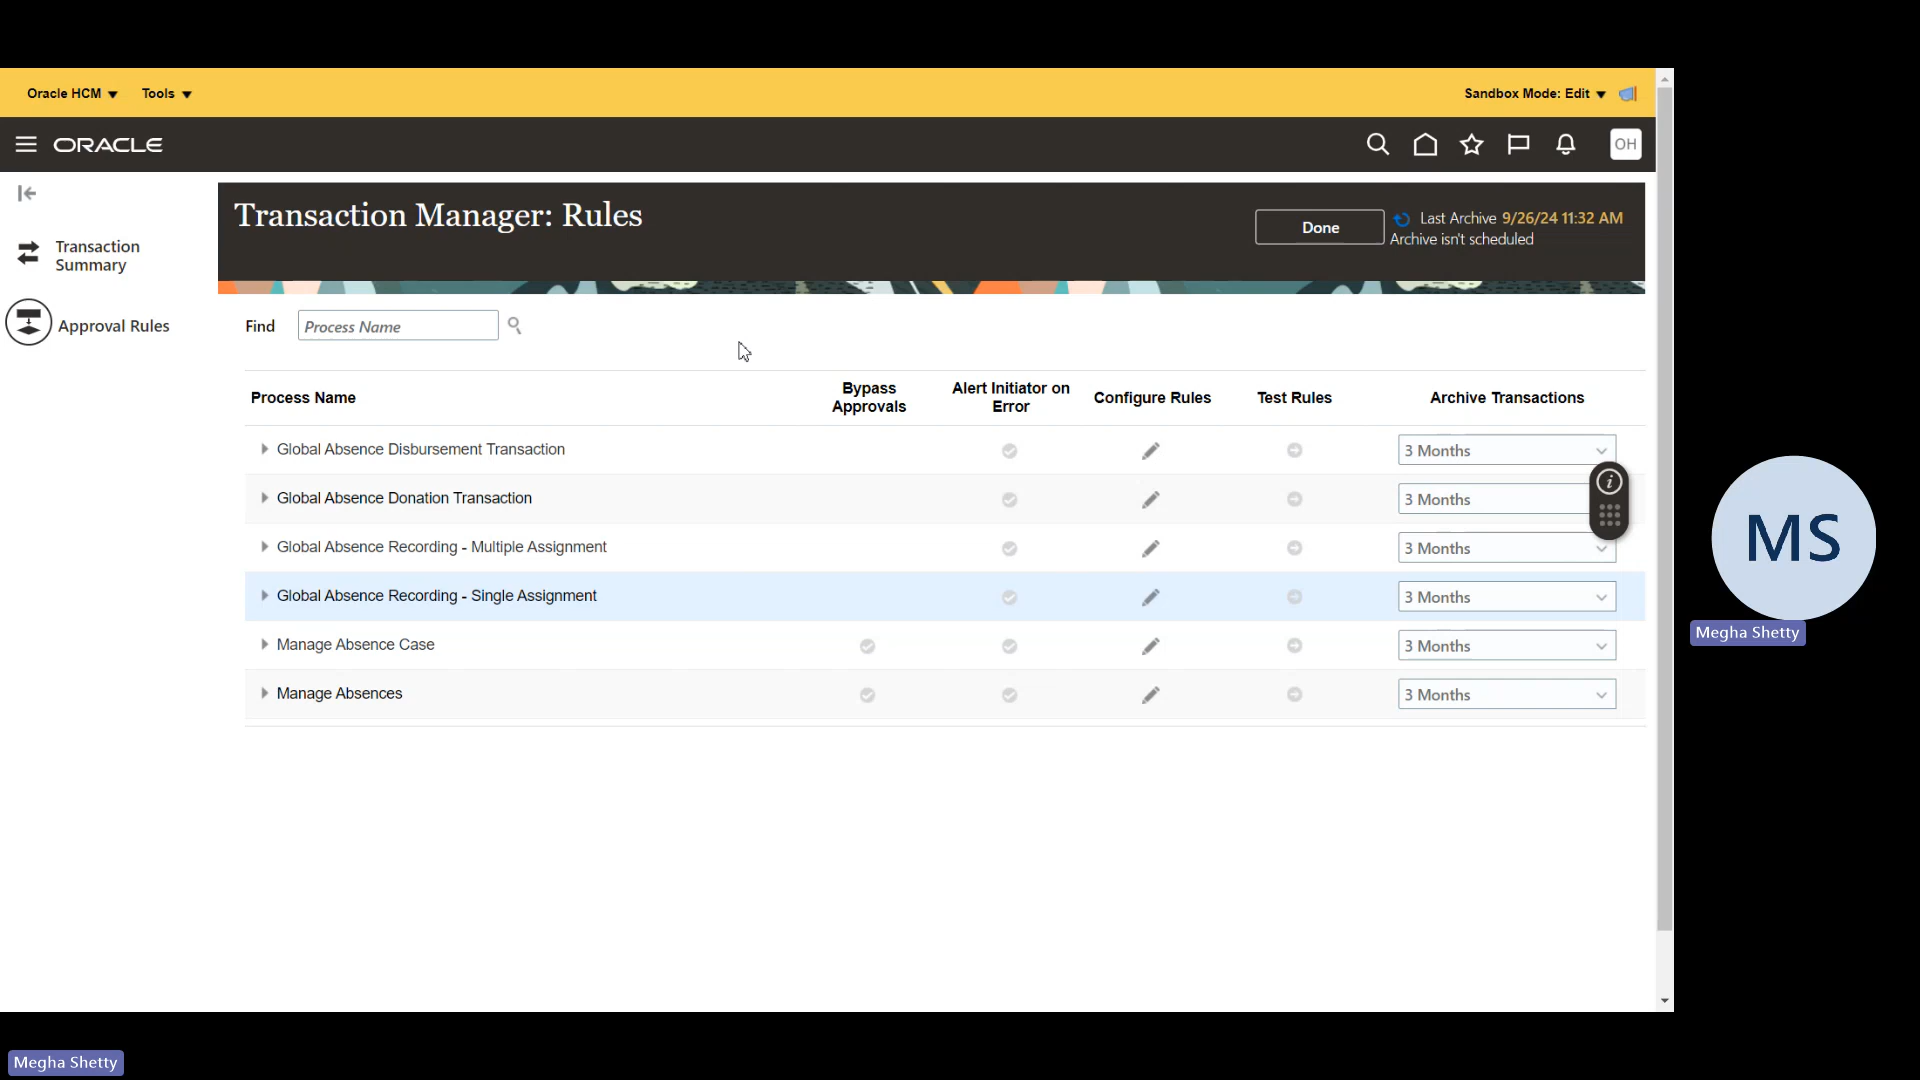 Oracle HCM Tools Sandbox Mode: Edit
ORACLE OH
Transaction Manager: Rules
Done
Last Archive 9/26/24 11:32 AM
Archive isn't scheduled
Transaction
Summary
Approval Rules
Find Process Name
Process Name Bypass Approvals Alert Initiator on Error Configure Rules Test Rules Archive Transactions
Global Absence Disbursement Transaction 3 Months
Global Absence Donation Transaction 3 Months
Global Absence Recording - Multiple Assignment 3 Months
Global Absence Recording - Single Assignment 3 Months
Manage Absence Case 3 Months
Manage Absences 3 Months
i
MS
Megha Shetty
Megha Shetty